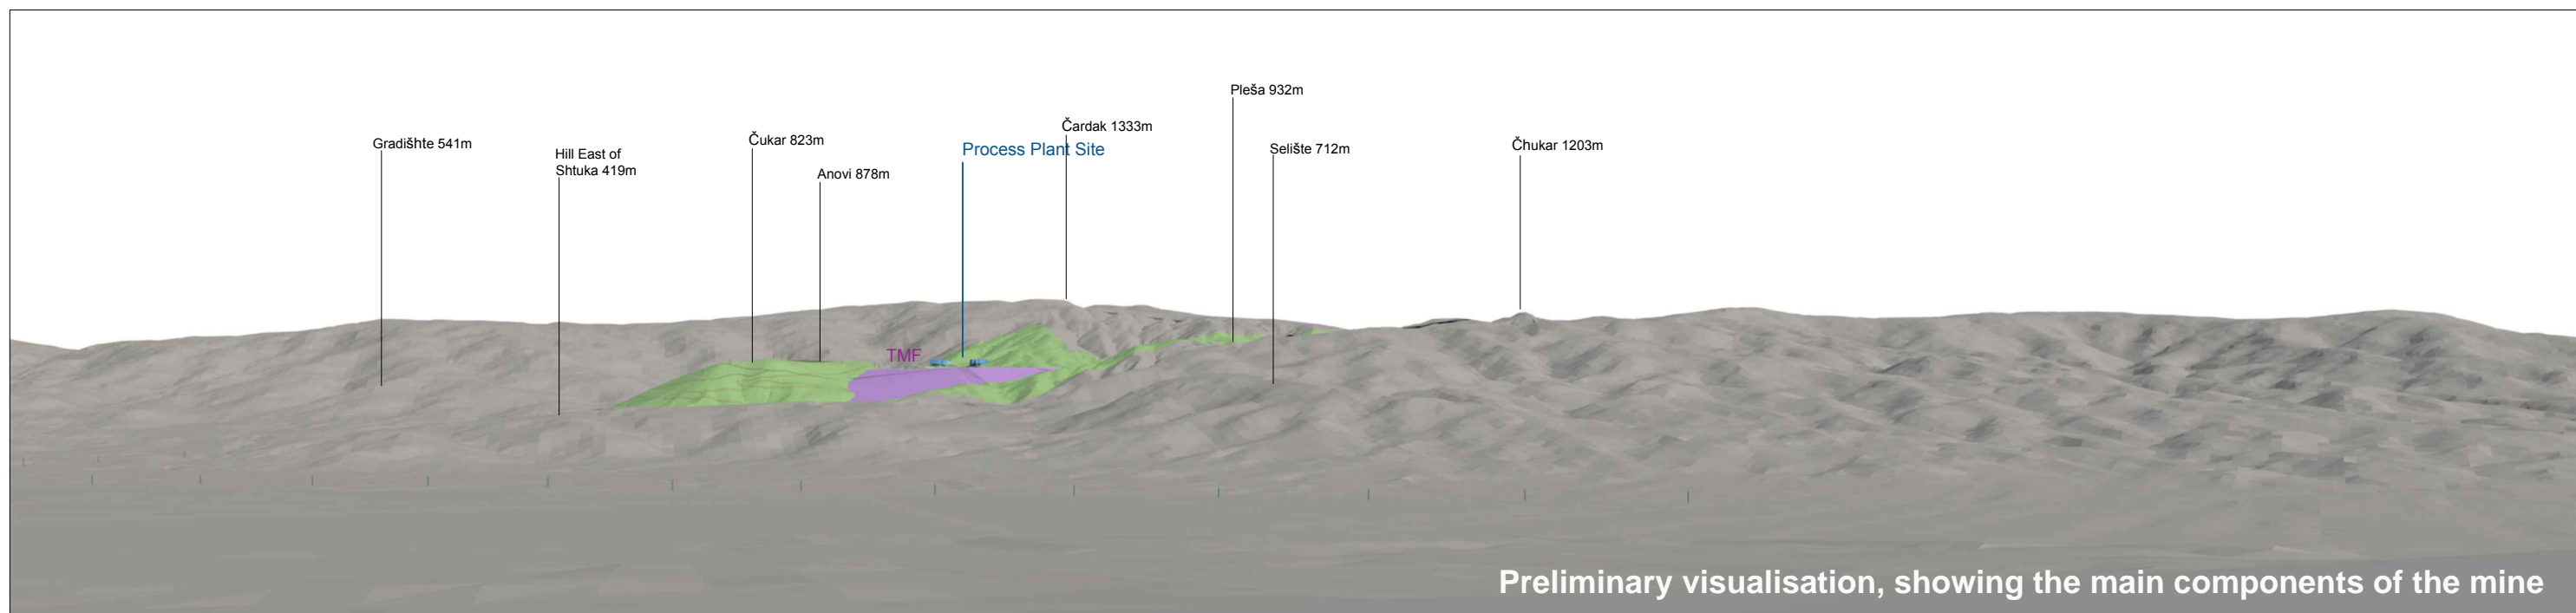 Pleša 932m
Čardak 1333m
Gradišhte 541m
Hill East of
Shtuka 419m
Čukar 823m
Anovi 878m
Process Plant Site
Selište 712m
Čhukar 1203m
TMF
Preliminary visualisation, showing the main components of the mine